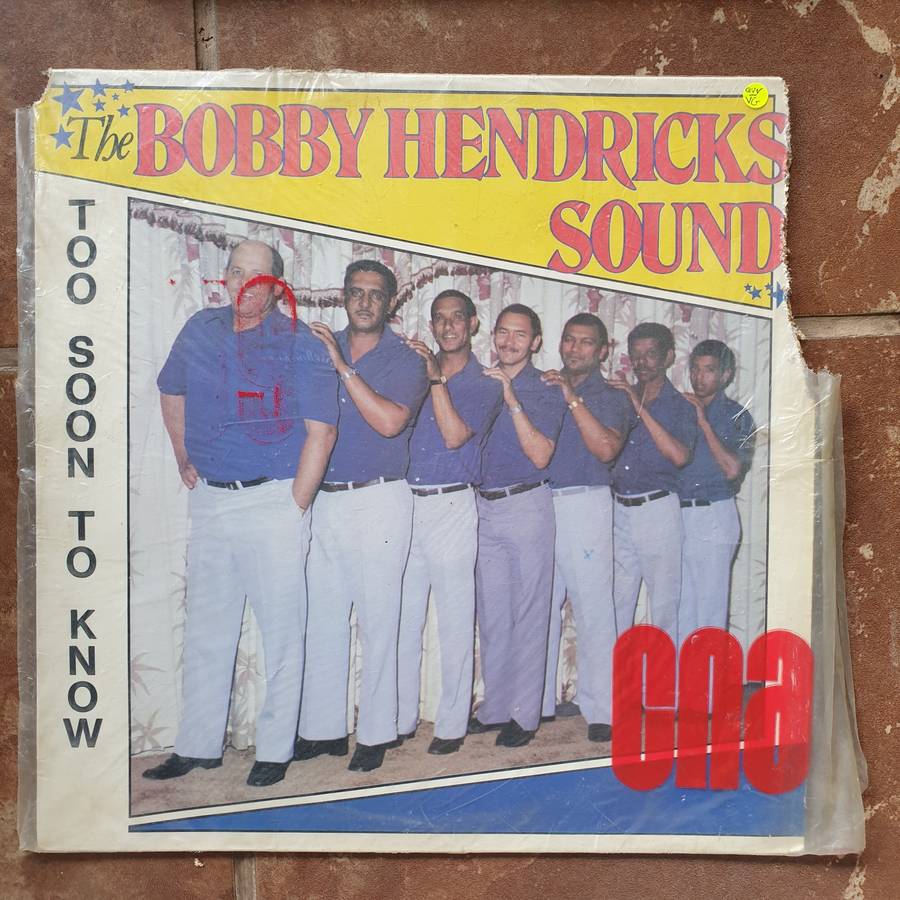 The BOBBY HENDRICKS
SOUND
TOO SOON TO KNOW
cna